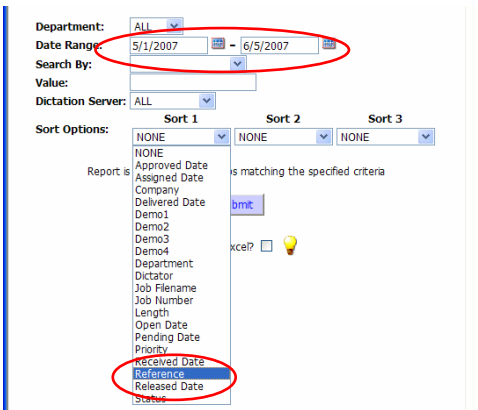 Department: ALL
Date Range: 5/1/2007 - 6/5/2007
Search By:
Value:
Dictation Server: ALL
Sort 1 Sort 2 Sort 3
Sort Options: NONE NONE NONE
NONE
Approved Date
Report is s matching the specified criteria
Assigned Date
Company
Delivered Date
bmit
Demo1
Demo2
Demo3
xcel?
Demo4
Department
Dictator
Job Filename
Job Number
Length
Open Date
Pending Date
Priority
Received Date
Reference
Released Date
Status